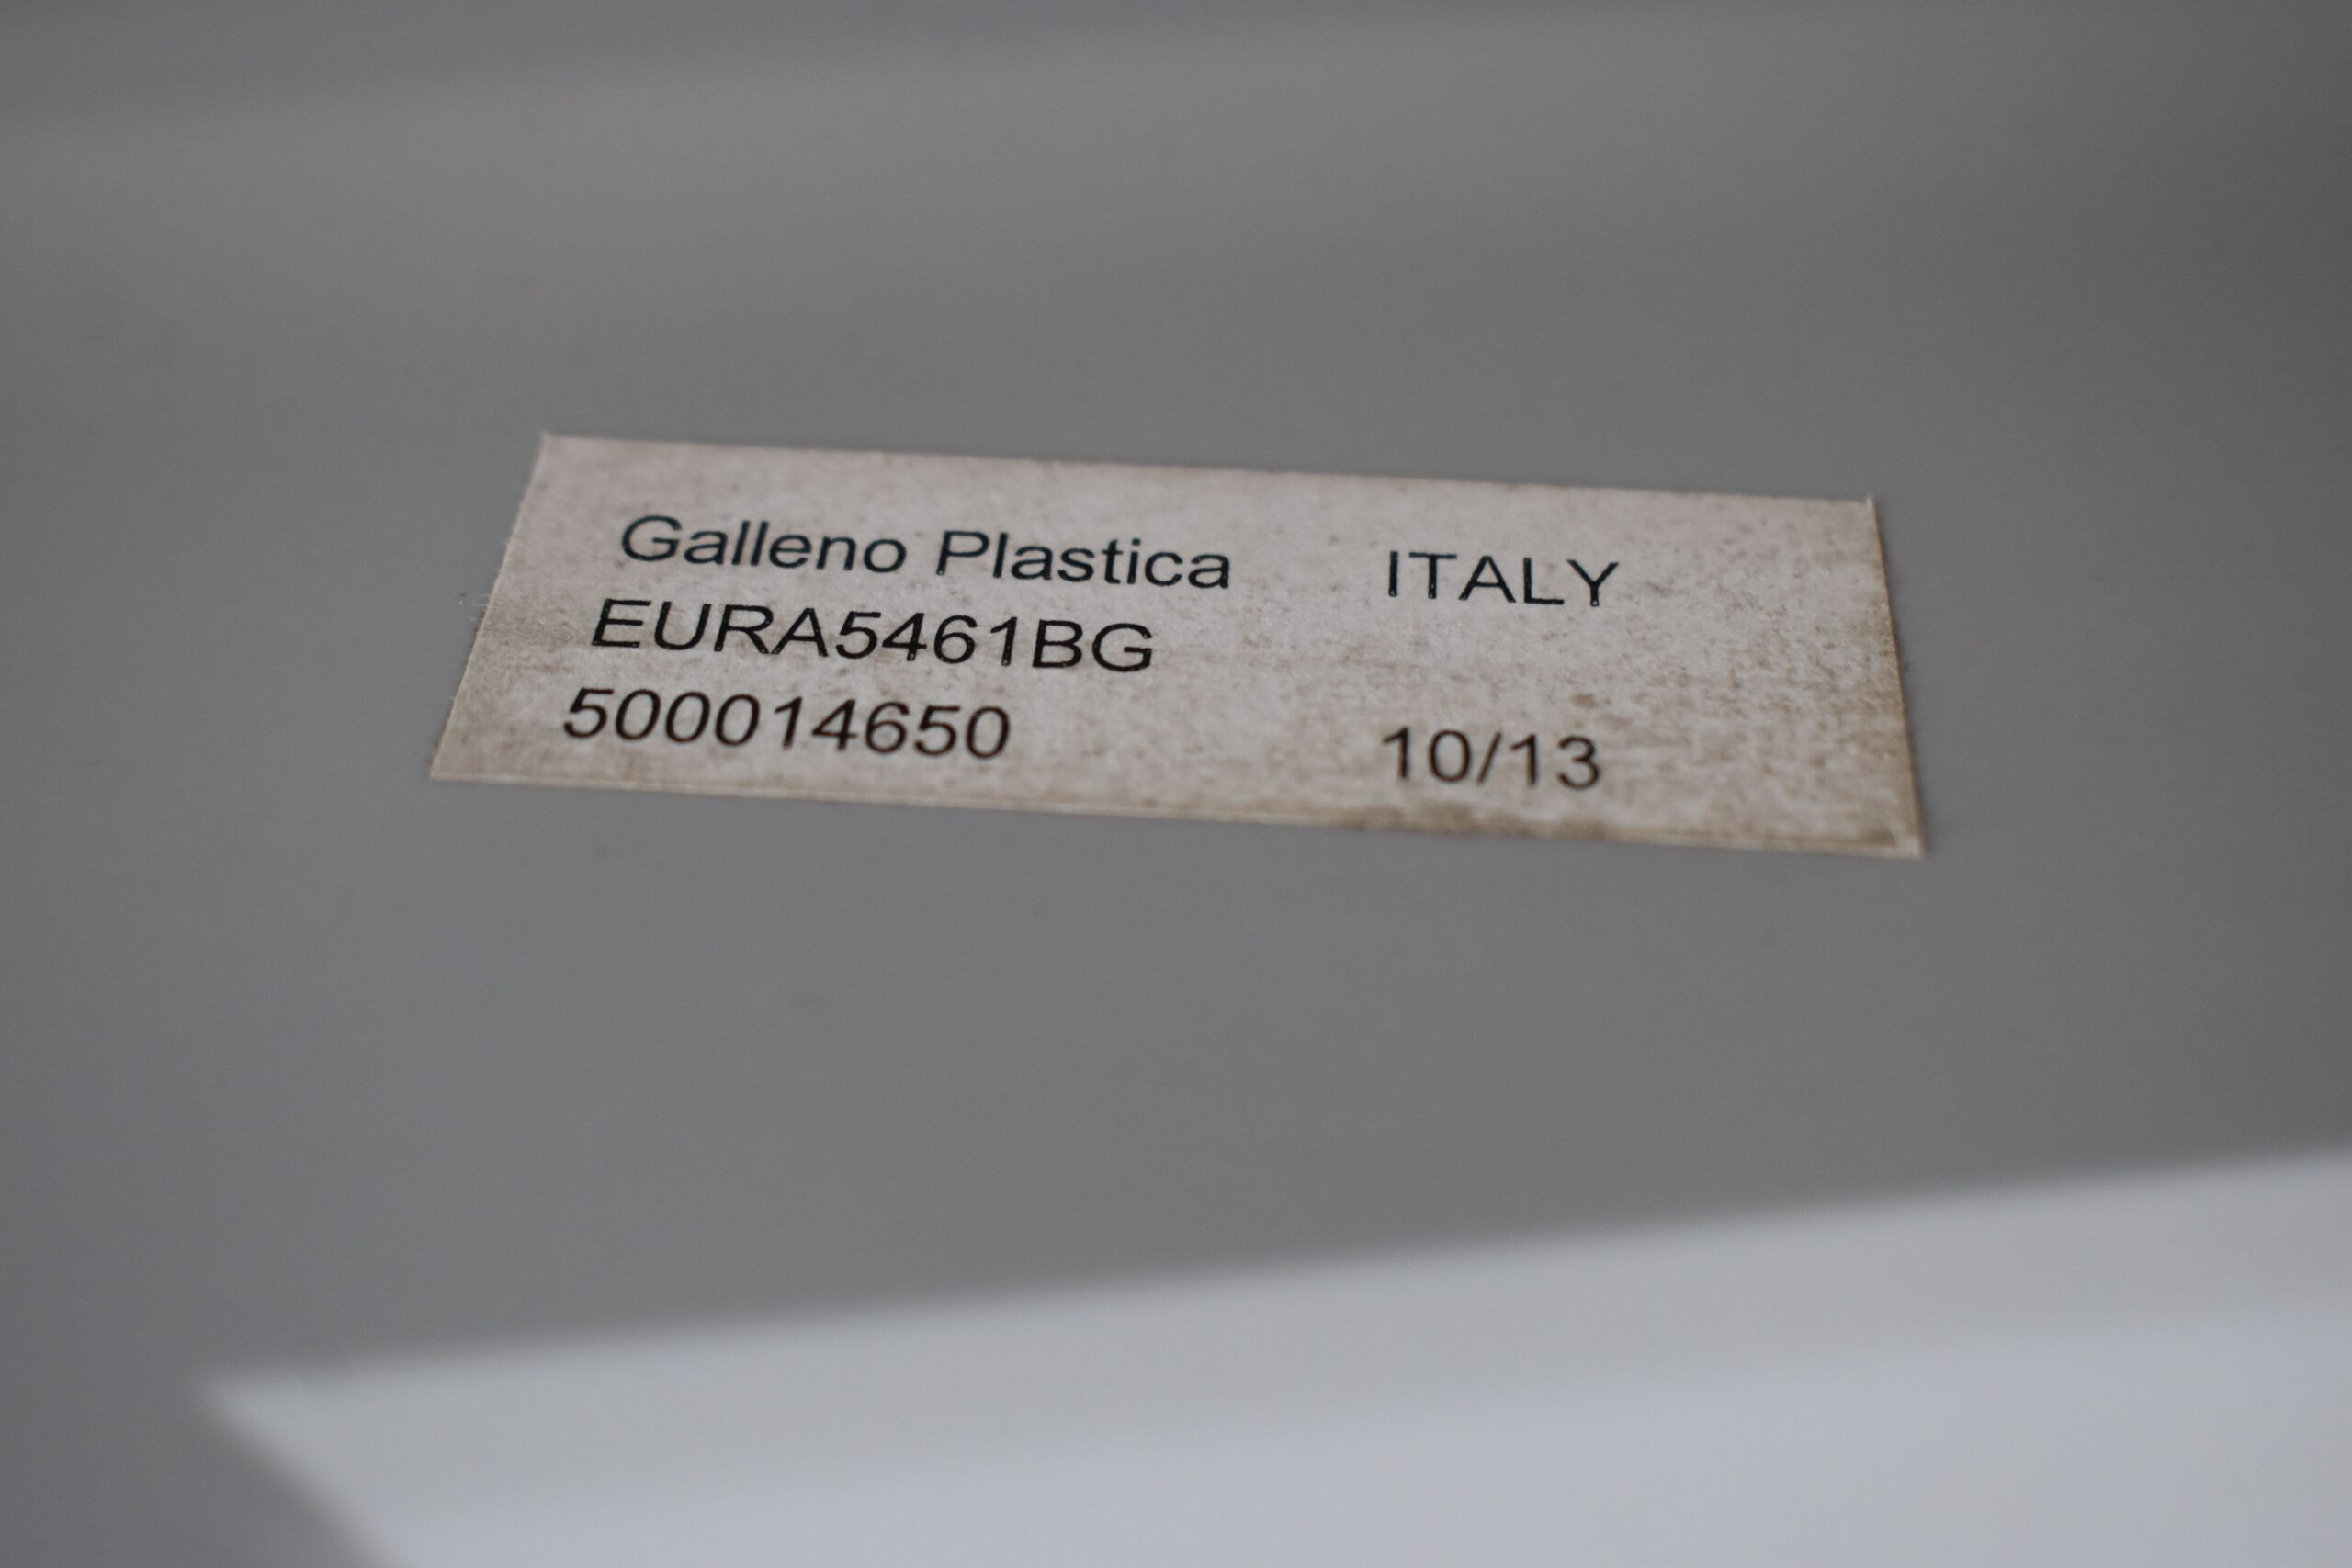 Galleno Plastica ITALY
EURA5461BG
500014650 10/13